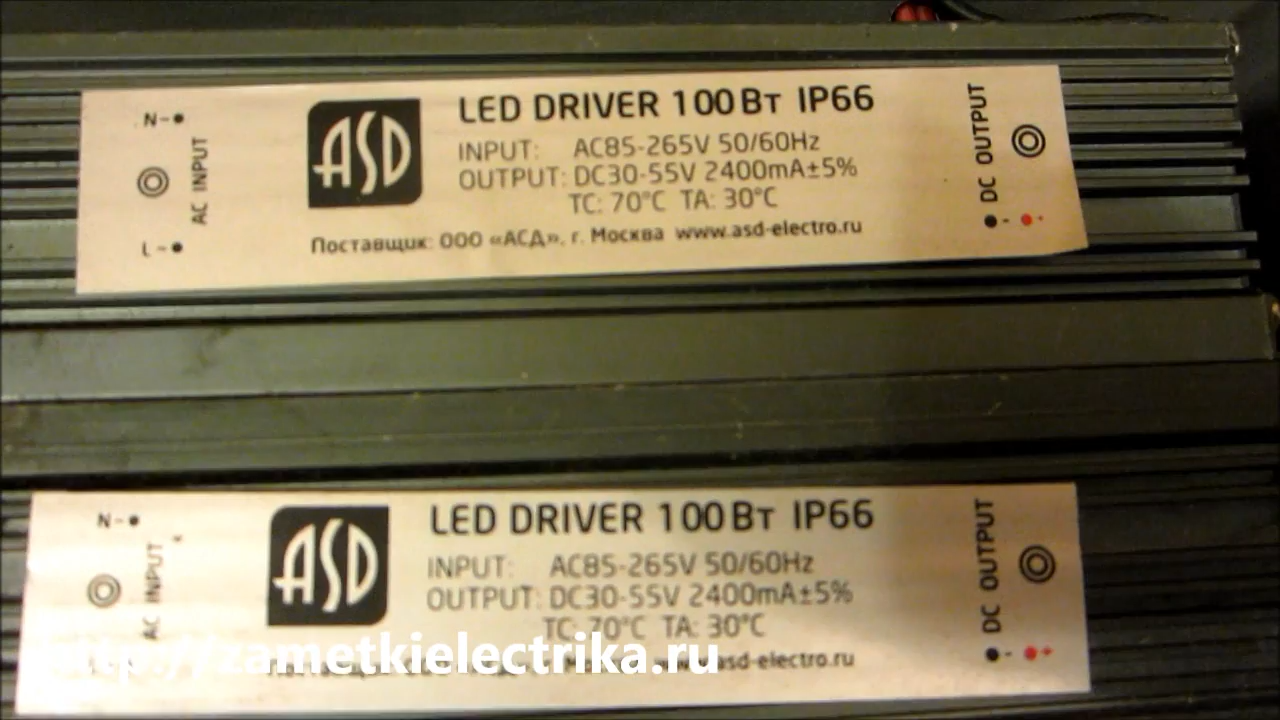 N-
AC INPUT
L-
ASD
LED DRIVER 100Вт IP66
INPUT: AC85-265V 50/60Hz
OUTPUT: DC30-55V 2400mA±5%
TC: 70°C TA: 30°C
Поставщик: ООО «АСД», г. Москва www.asd-electro.ru
DC OUTPUT
- +
N-
AC INPUT
ASD
LED DRIVER 100Вт IP66
INPUT: AC85-265V 50/60Hz
OUTPUT: DC30-55V 2400mA±5%
TC: 70°C TA: 30°C
asd-electro.ru
DC OUTPUT
- +
http://zametkielectrika.ru